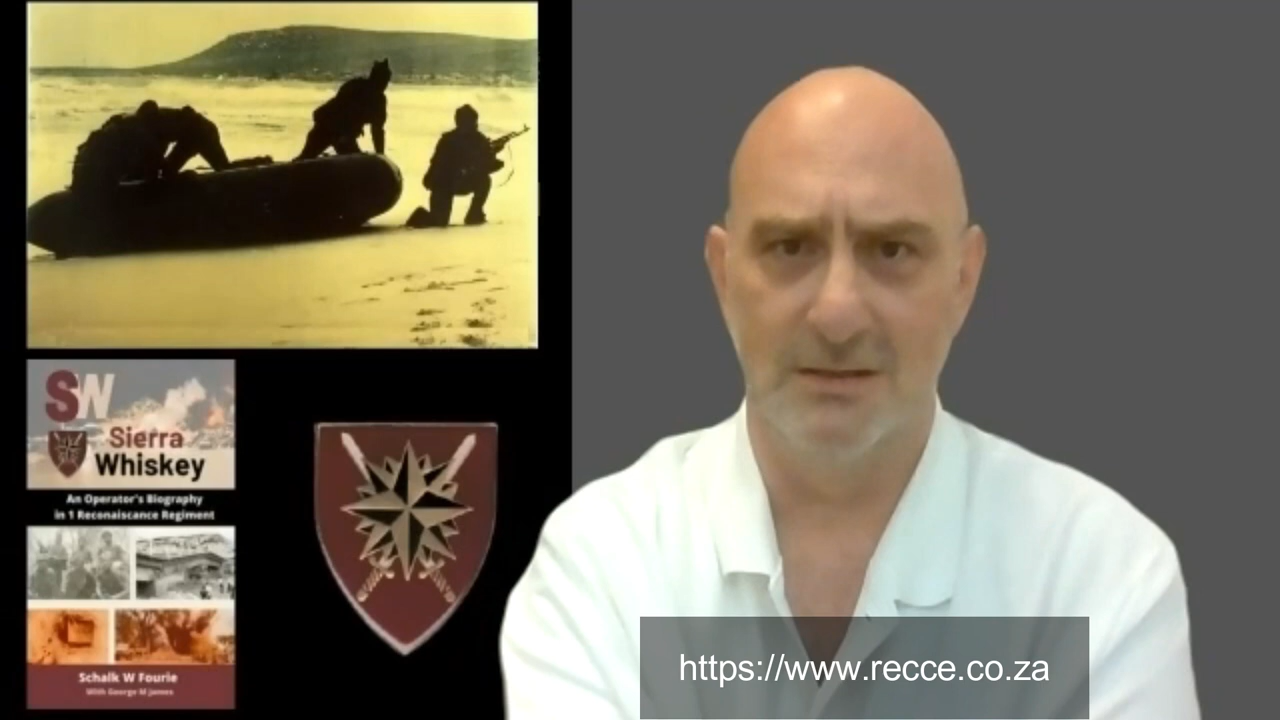 SW
Sierra
Whiskey
An Operator's Biography
in 1 Reconaiscance Regiment
Schalk W Fourie
With George M James
https://www.recce.co.za